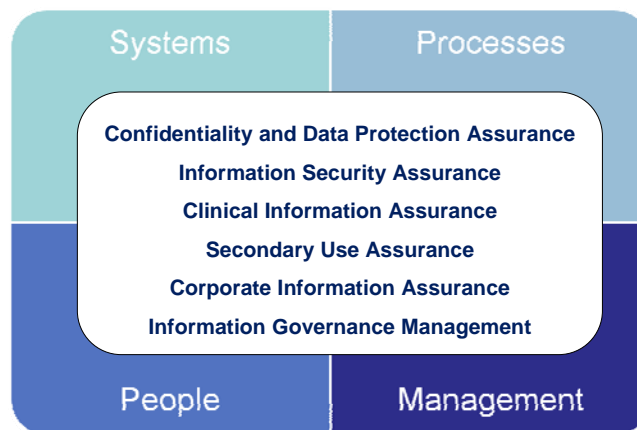 Systems
Processes
Confidentiality and Data Protection Assurance
Information Security Assurance
Clinical Information Assurance
Secondary Use Assurance
Corporate Information Assurance
Information Governance Management
People
Management